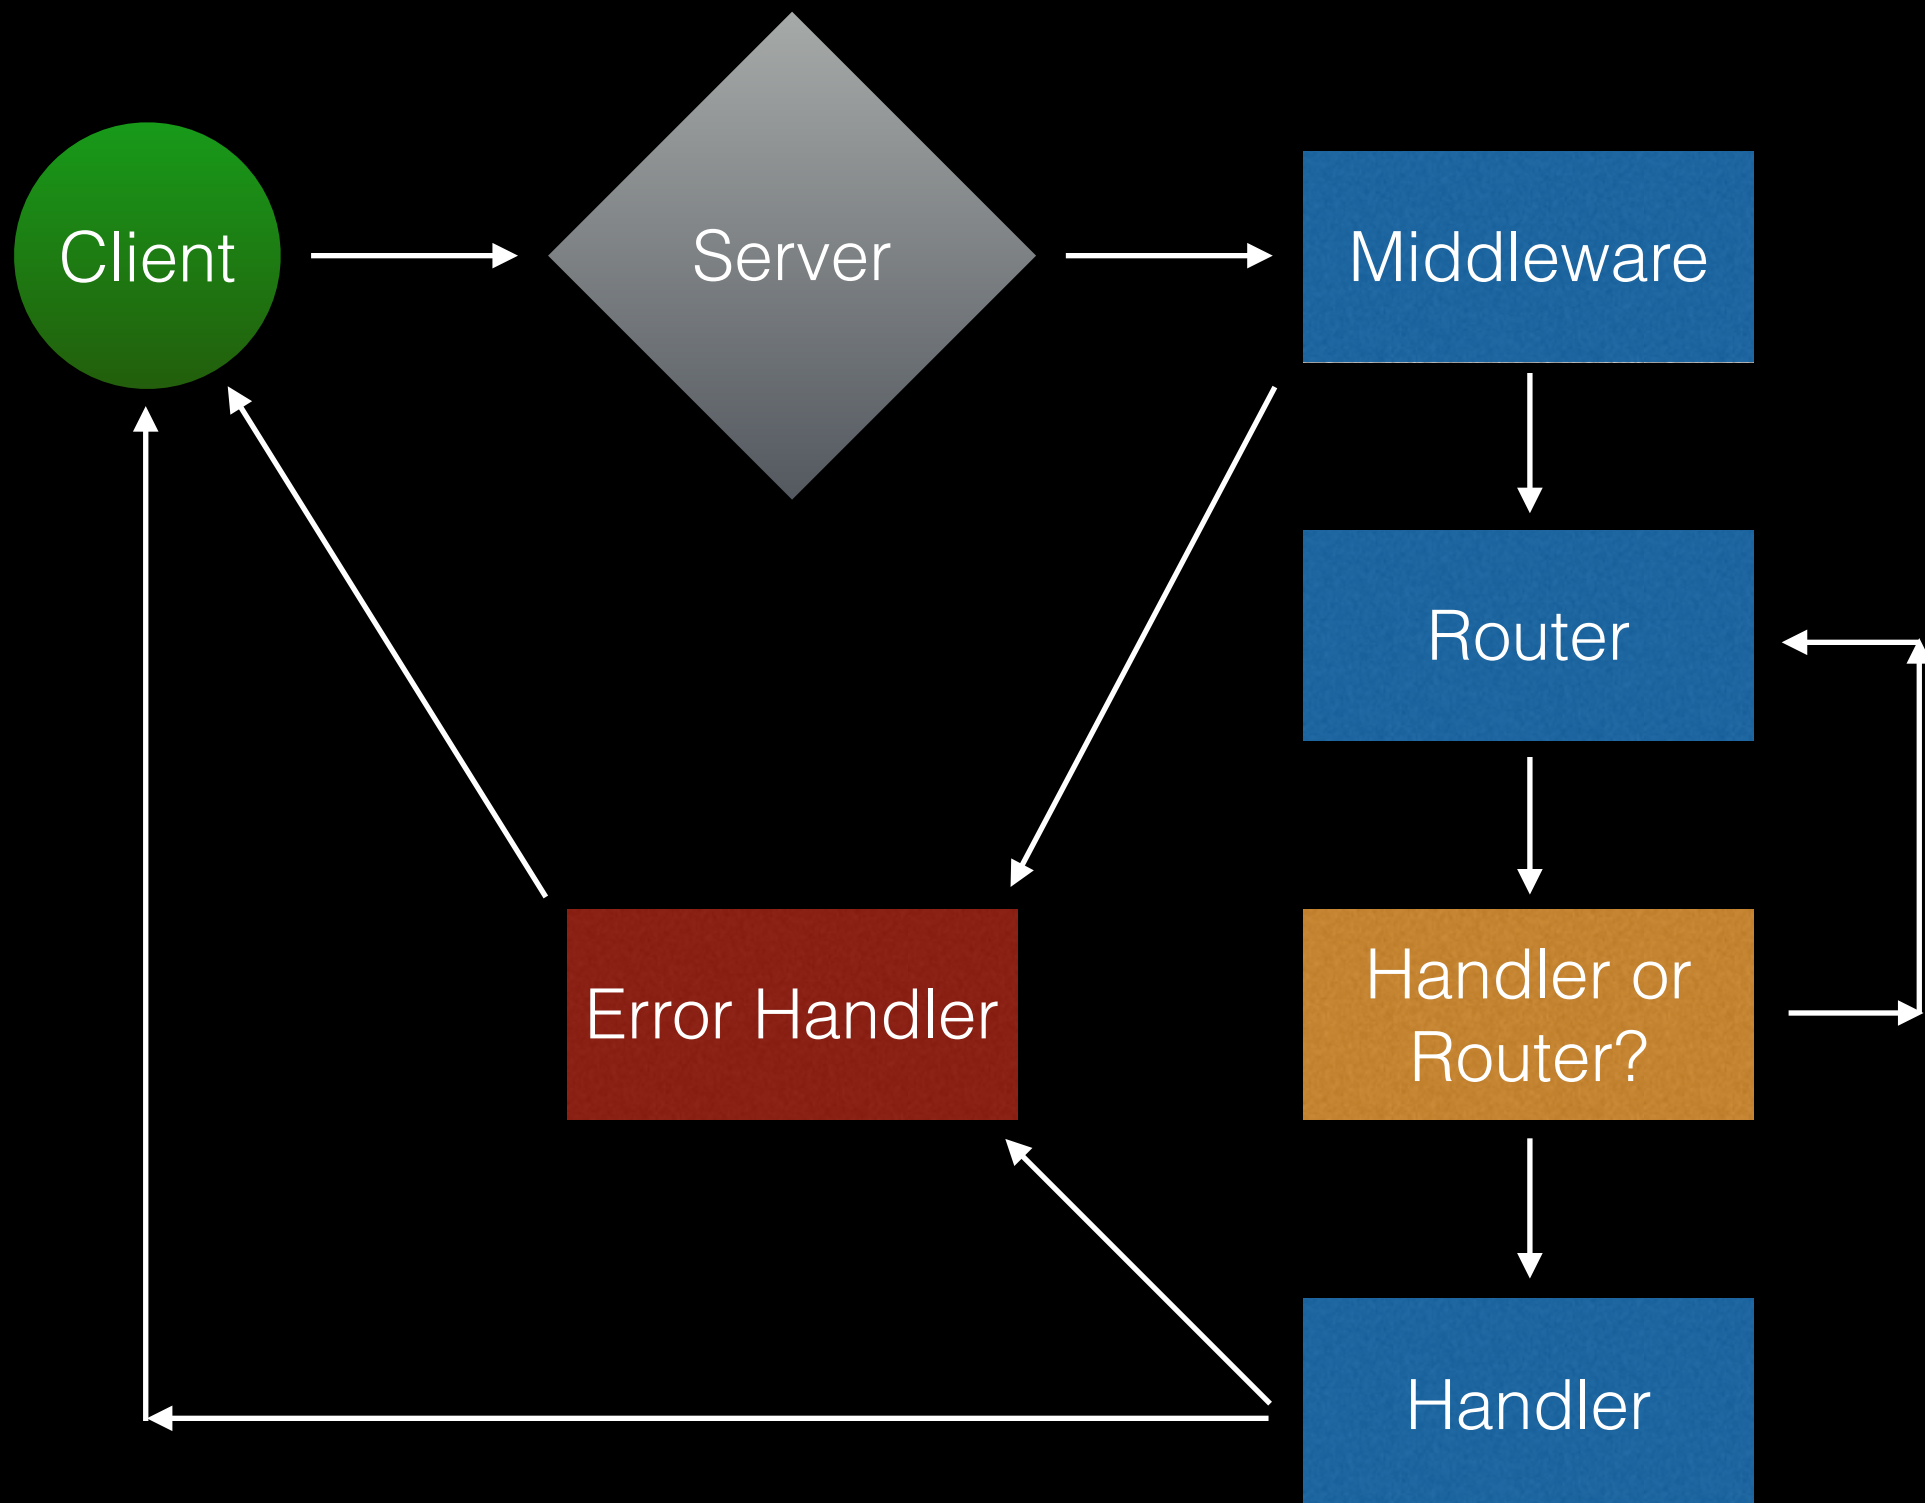 Client
Server
Middleware
Router
Error Handler
Handler or
Router?
Handler